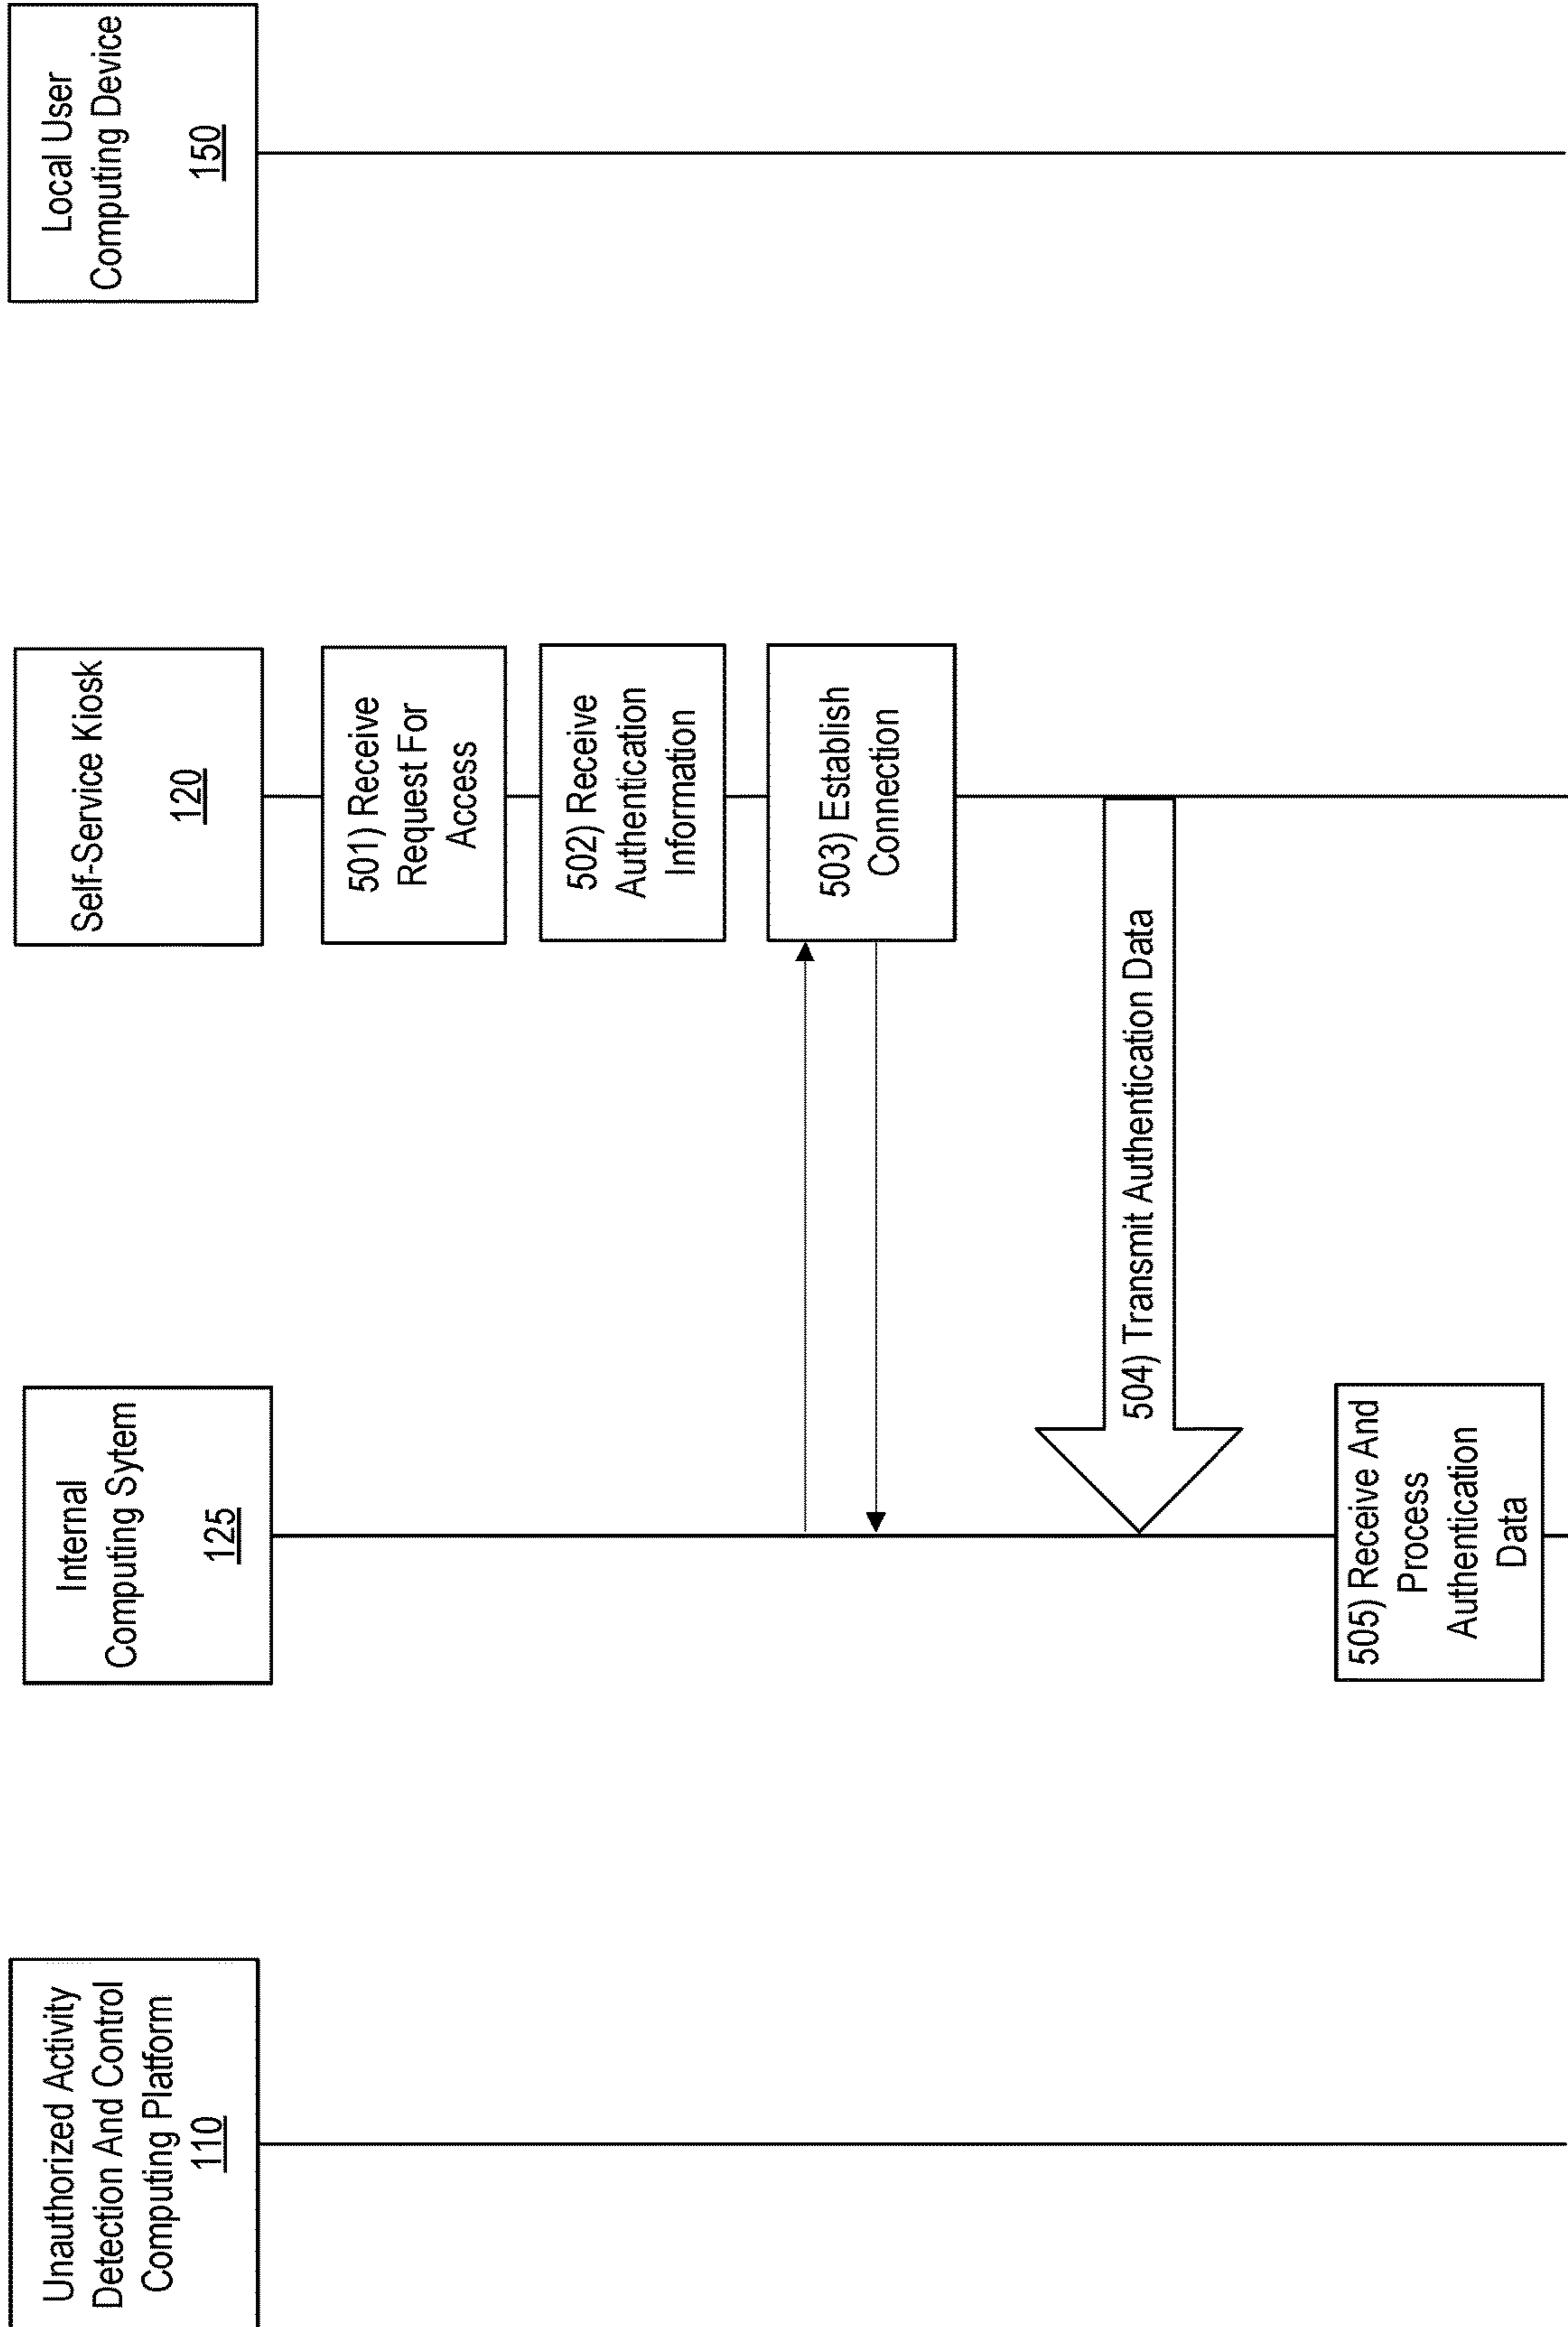 Unauthorized Activity
Detection And Control
Computing Platform
110
Internal
Computing Sytem
125
Self-Service Kiosk
120
Local User
Computing Device
150
501) Receive
Request For
Access
502) Receive
Authentication
Information
503) Establish
Connection
504) Transmit Authentication Data
505) Receive And
Process
Authentication
Data